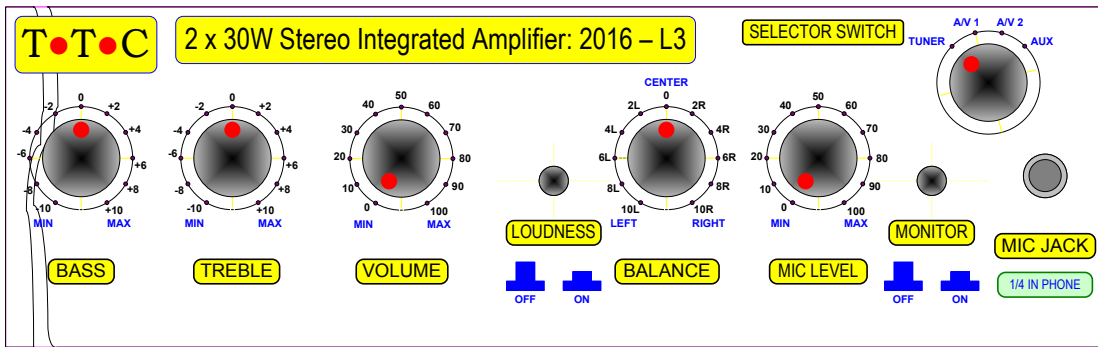 T•T•C
2 x 30W Stereo Integrated Amplifier: 2016 – L3
SELECTOR SWITCH
TUNER
A/V 1
A/V 2
AUX
0
-2
+2
-4
+4
-6
+6
-8
+8
-10
+10
MIN
MAX
BASS
0
-2
+2
-4
+4
-6
+6
-8
+8
-10
+10
MIN
MAX
TREBLE
50
40
60
30
70
20
80
10
90
0
100
MIN
MAX
VOLUME
LOUDNESS
OFF
ON
CENTER
0
2L
2R
4L
4R
6L
6R
8L
8R
10L
10R
LEFT
RIGHT
BALANCE
50
40
60
30
70
20
80
10
90
0
100
MIN
MAX
MIC LEVEL
MONITOR
OFF
ON
MIC JACK
1/4 IN PHONE